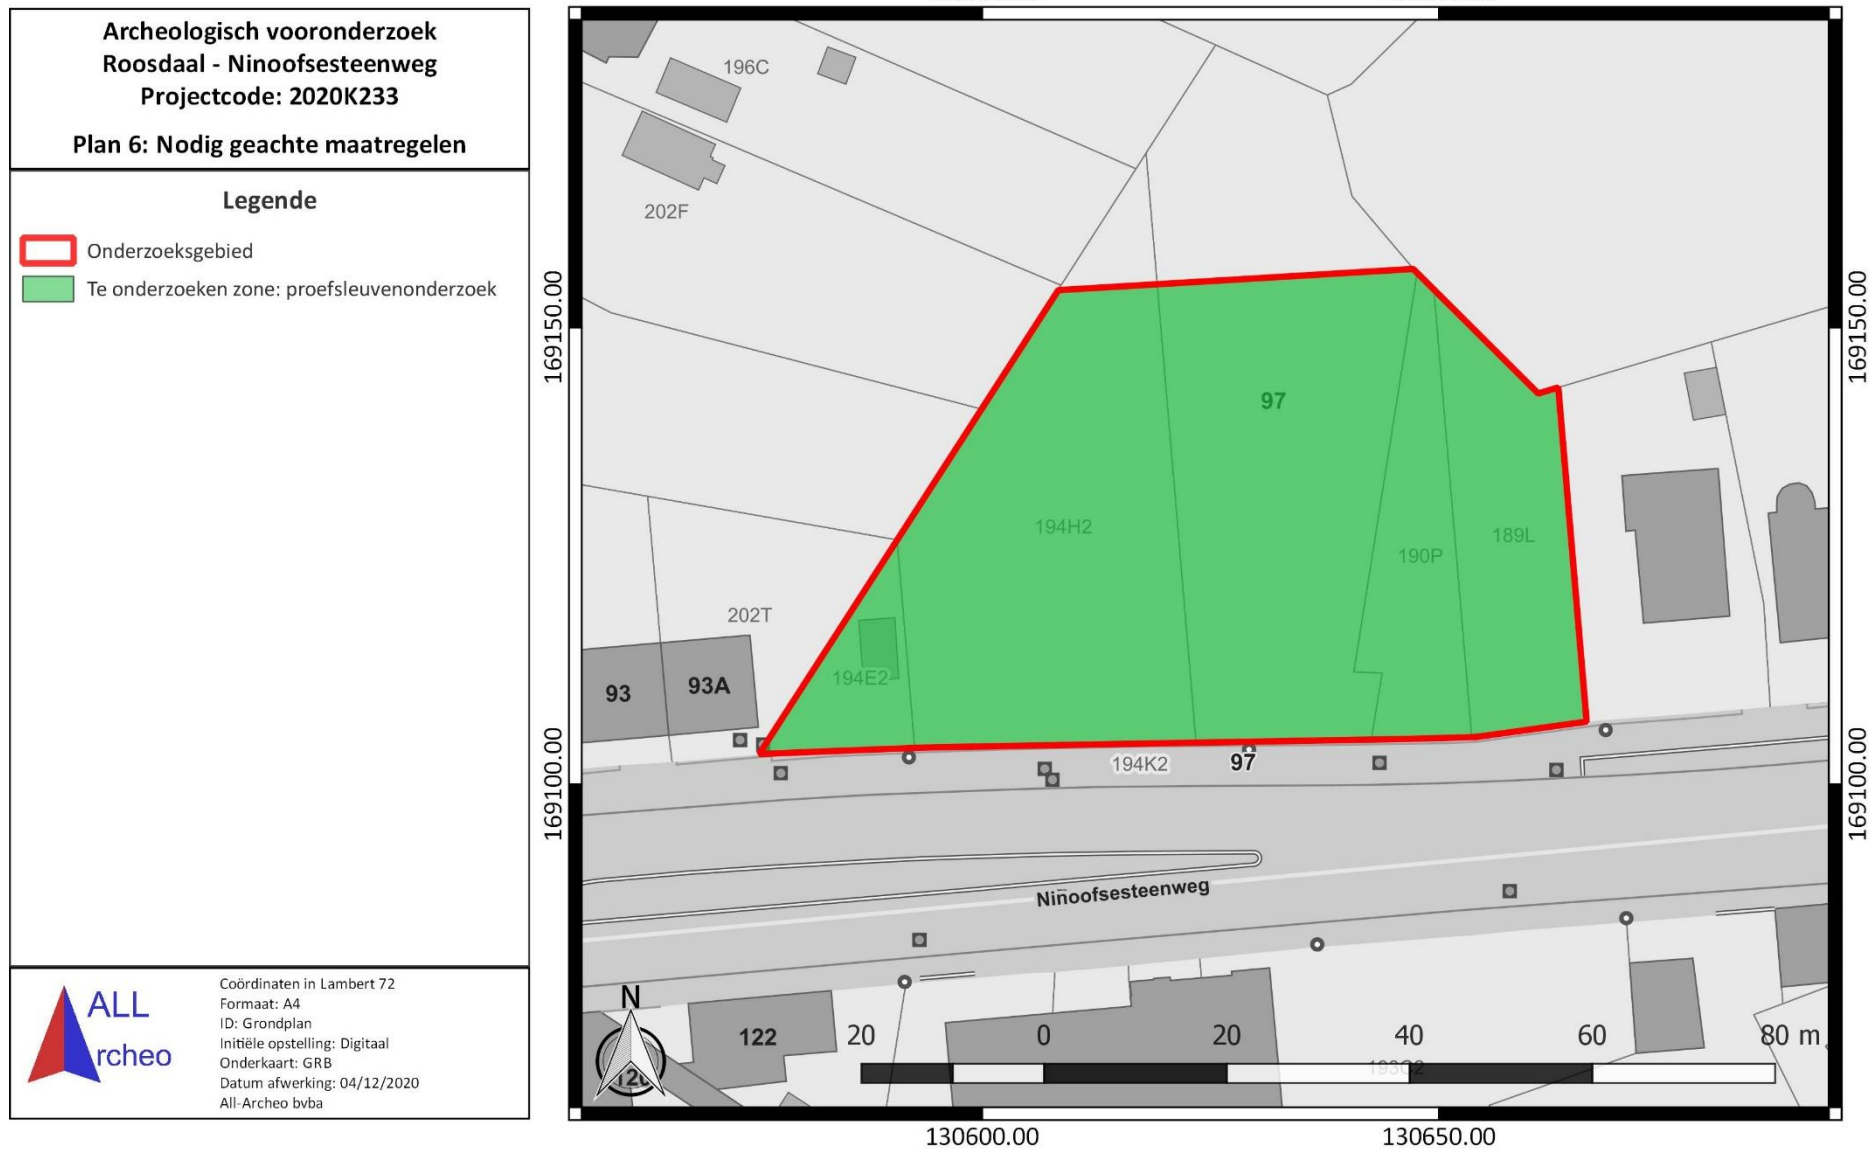 Archeologisch vooronderzoek
Roosdaal - Ninoofsesteenweg
Projectcode: 2020K233
Plan 6: Nodig geachte maatregelen
Legende
Onderzoeksgebied
Te onderzoeken zone: proefsleuvenonderzoek
ALL
rcheo
Coördinaten in Lambert 72
Formaat: A4
ID: Grondplan
Initiële opstelling: Digitaal
Onderkaart: GRB
Datum afwerking: 04/12/2020
All-Archeo bvba
196C
202F
169150.00
169150.00
97
194H2
190P
189L
202T
194E2
93
93A
194K2
97
169100.00
169100.00
Ninoofsesteenweg
N
122
20 0 20 40 60 80 m
130600.00
130650.00